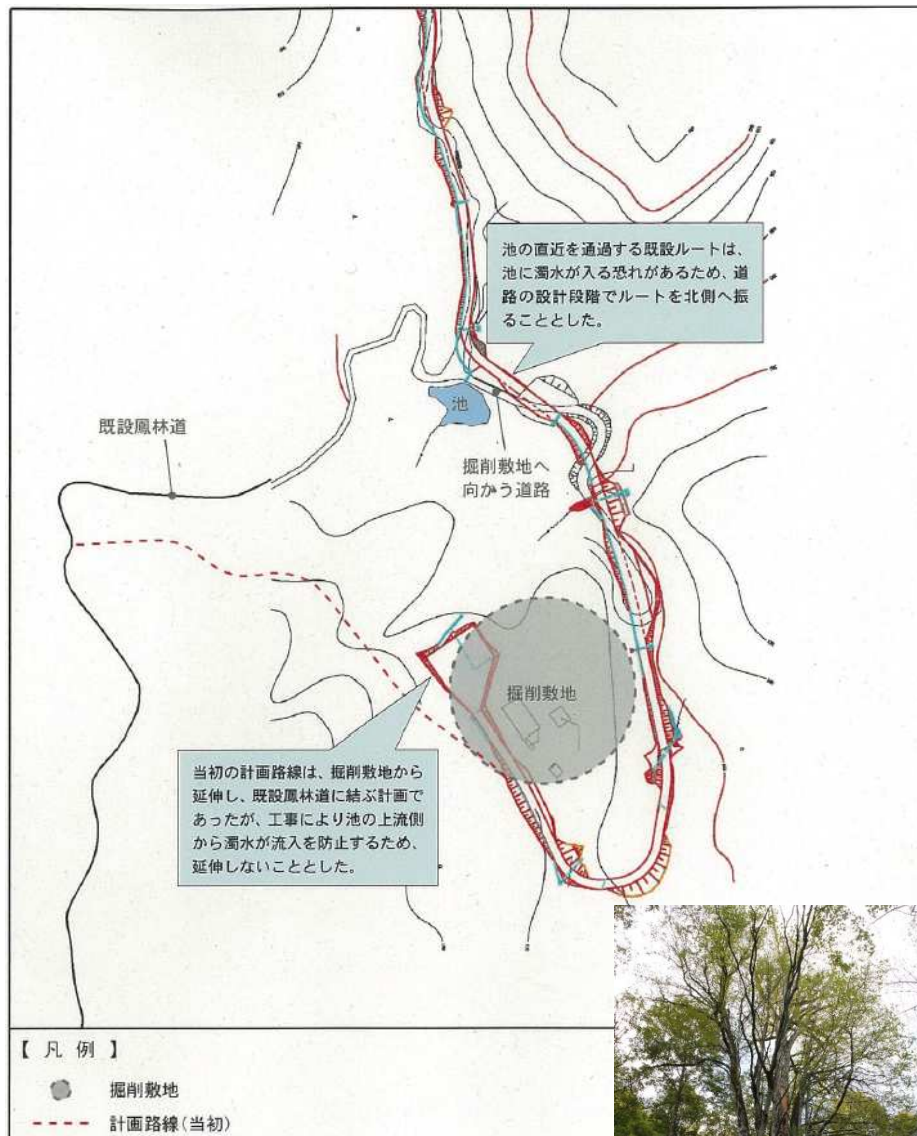 池の直近を通過する既設ルートは、
池に濁水が入る恐れがあるため、道
路の設計段階でルートを北側へ振
ることとした。
池
既設鳳林道
掘削敷地へ
向かう道路
掘削敷地
当初の計画路線は、掘削敷地から
延伸し、既設鳳林道に結ぶ計画で
あったが、工事により池の上流側
から濁水が流入を防止するため、
延伸しないこととした。
【 凡 例 】
掘削敷地
計画路線(当初)